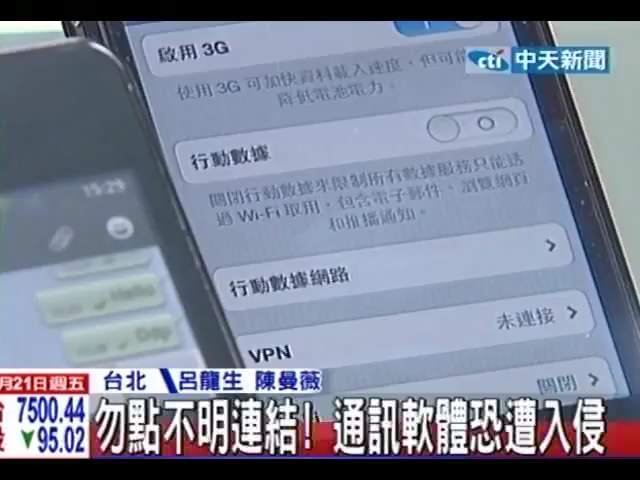 啟用 3G
cti 中天新聞
使用 3G 可加快資料載入速度，但可能
降低電池電力。
行動數據
關閉行動數據來限制所有數據服務只能透
過 Wi-Fi 取用，包含電子郵件、瀏覽網頁
和推播通知。
15:29
Hello
行動數據網路
VPN
未連接
關閉
月21日週五
台北 呂龍生 陳曼薇
7500.44
▼95.02
勿點不明連結! 通訊軟體恐遭入侵